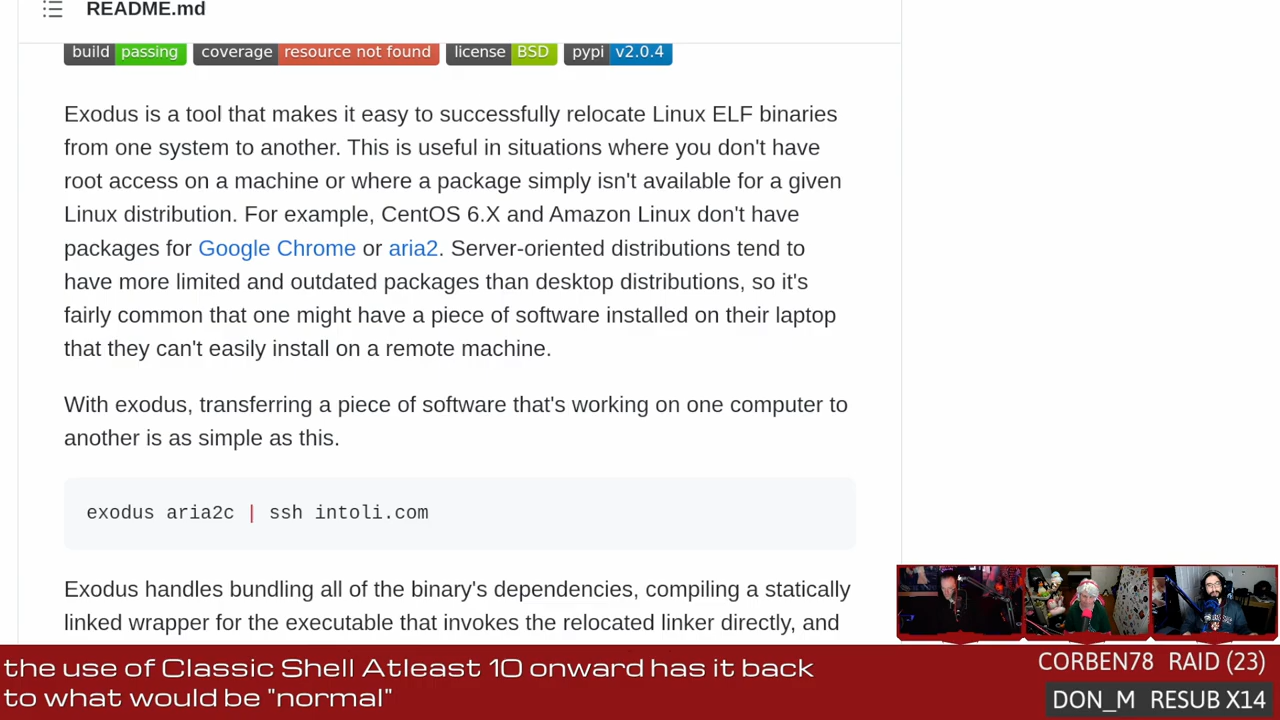 README.md
build passing coverage resource not found license BSD pypi v2.0.4
Exodus is a tool that makes it easy to successfully relocate Linux ELF binaries
from one system to another. This is useful in situations where you don't have
root access on a machine or where a package simply isn't available for a given
Linux distribution. For example, CentOS 6.X and Amazon Linux don't have
packages for Google Chrome or aria2. Server-oriented distributions tend to
have more limited and outdated packages than desktop distributions, so it's
fairly common that one might have a piece of software installed on their laptop
that they can't easily install on a remote machine.
With exodus, transferring a piece of software that's working on one computer to
another is as simple as this.
exodus aria2c | ssh intoli.com
Exodus handles bundling all of the binary's dependencies, compiling a statically
linked wrapper for the executable that invokes the relocated linker directly, and
the use of Classic Shell Atleast 10 onward has it back
to what would be "normal"
CORBEN78 RAID (23)
DON_M RESUB X14